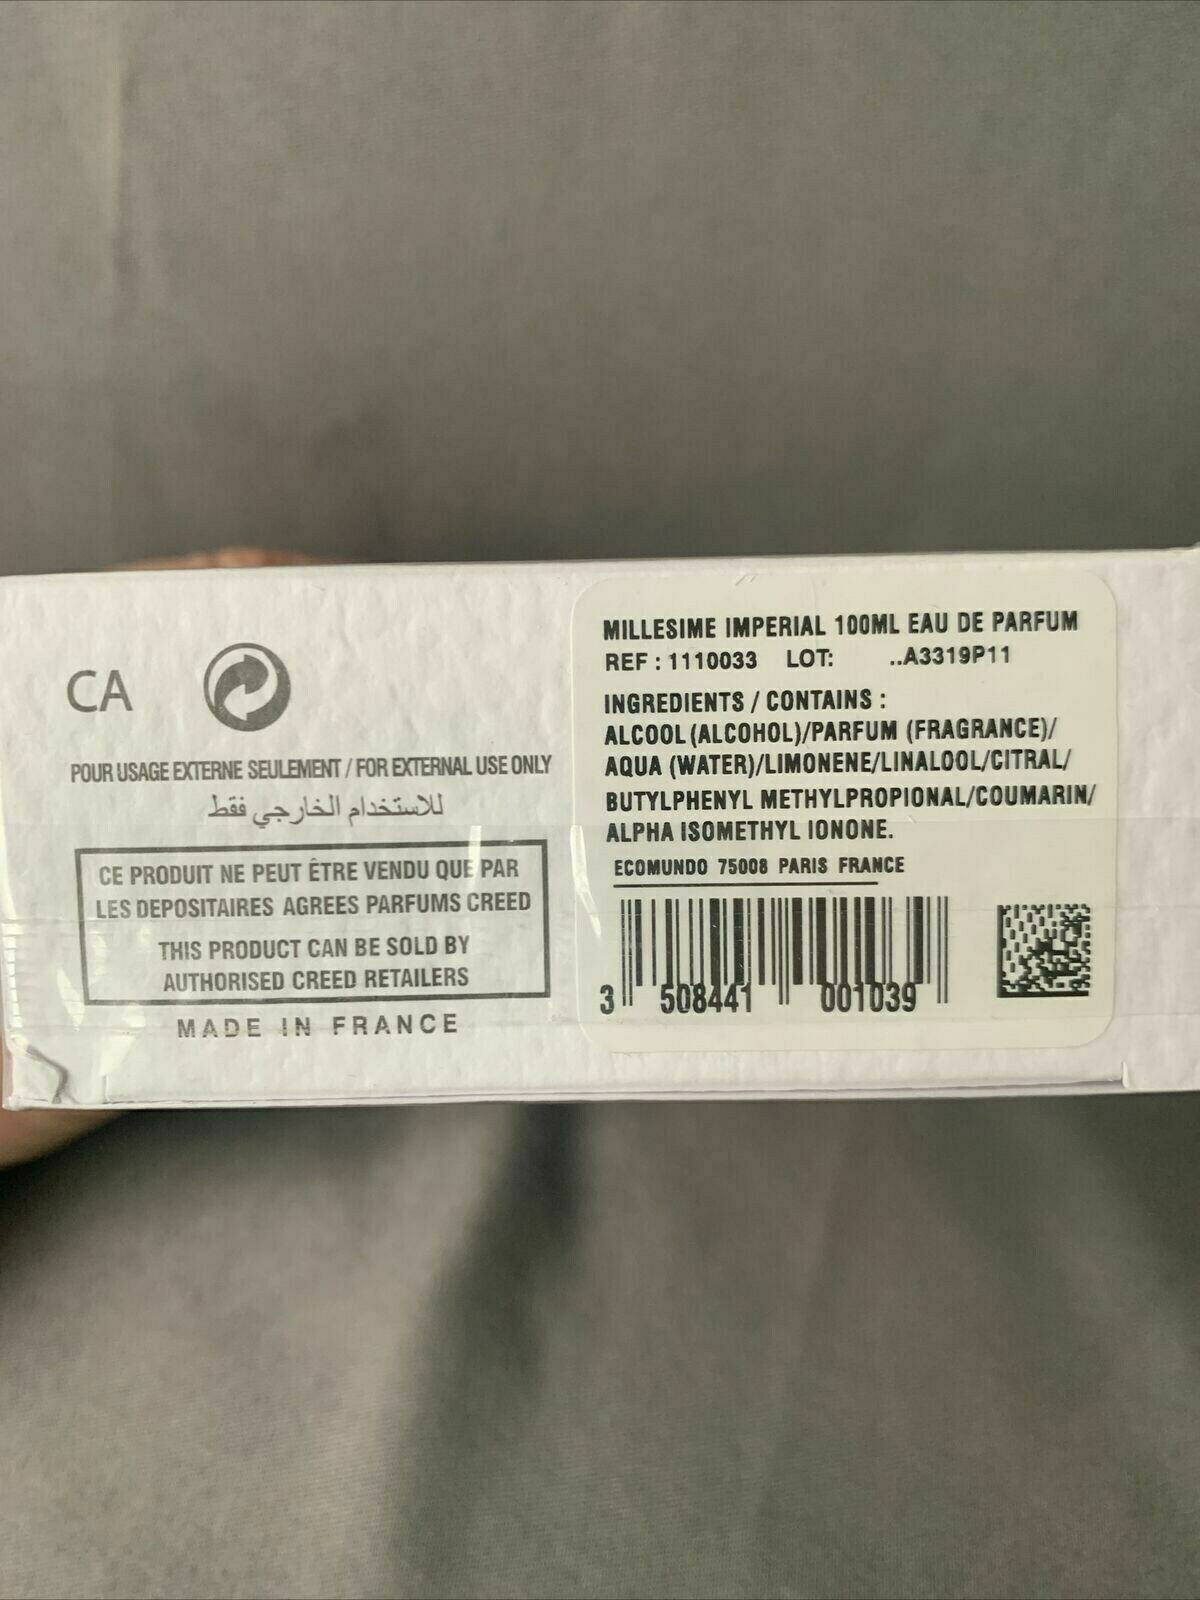 CA
POUR USAGE EXTERNE SEULEMENT / FOR EXTERNAL USE ONLY
للاستخدام الخارجي فقط
CE PRODUIT NE PEUT ÊTRE VENDU QUE PAR
LES DEPOSITAIRES AGREES PARFUMS CREED
THIS PRODUCT CAN BE SOLD BY
AUTHORISED CREED RETAILERS
MADE IN FRANCE
MILLESIME IMPERIAL 100ML EAU DE PARFUM
REF : 1110033 LOT: ..A3319P11
INGREDIENTS / CONTAINS :
ALCOOL (ALCOHOL)/PARFUM (FRAGRANCE)/
AQUA (WATER)/LIMONENE/LINALOOL/CITRAL/
BUTYLPHENYL METHYLPROPIONAL/COUMARIN/
ALPHA ISOMETHYL IONONE.
ECOMUNDO 75008 PARIS FRANCE
3 508441 001039